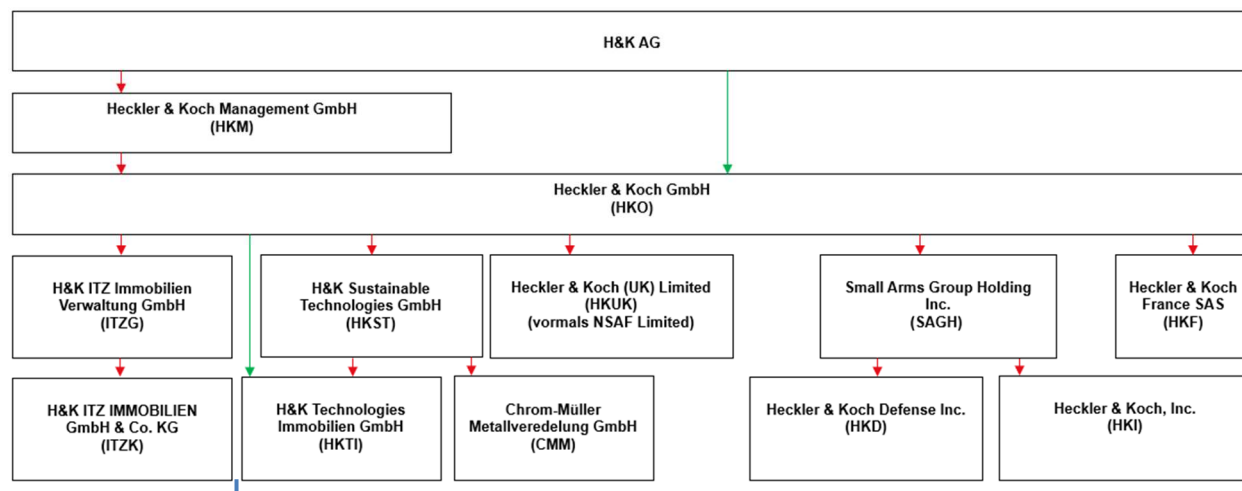 H&K AG
Heckler & Koch Management GmbH
(HKM)
Heckler & Koch GmbH
(HKO)
H&K ITZ Immobilien
Verwaltung GmbH
(ITZG)
H&K Sustainable
Technologies GmbH
(HKST)
Heckler & Koch (UK) Limited
(HKUK)
(vormals NSAF Limited)
Small Arms Group Holding
Inc.
(SAGH)
Heckler & Koch
France SAS
(HKF)
H&K ITZ IMMOBILIEN
GmbH & Co. KG
(ITZK)
H&K Technologies
Immobilien GmbH
(HKTI)
Chrom-Müller
Metallveredelung GmbH
(CMM)
Heckler & Koch Defense Inc.
(HKD)
Heckler & Koch, Inc.
(HKI)